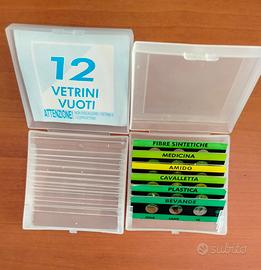 12
VETRINI
VUOTI
ATTENZIONE!
FIBRE SINTETICHE
MEDICINA
AMIDO
CAVALLETTA
PLASTICA
BEVANDE
subito